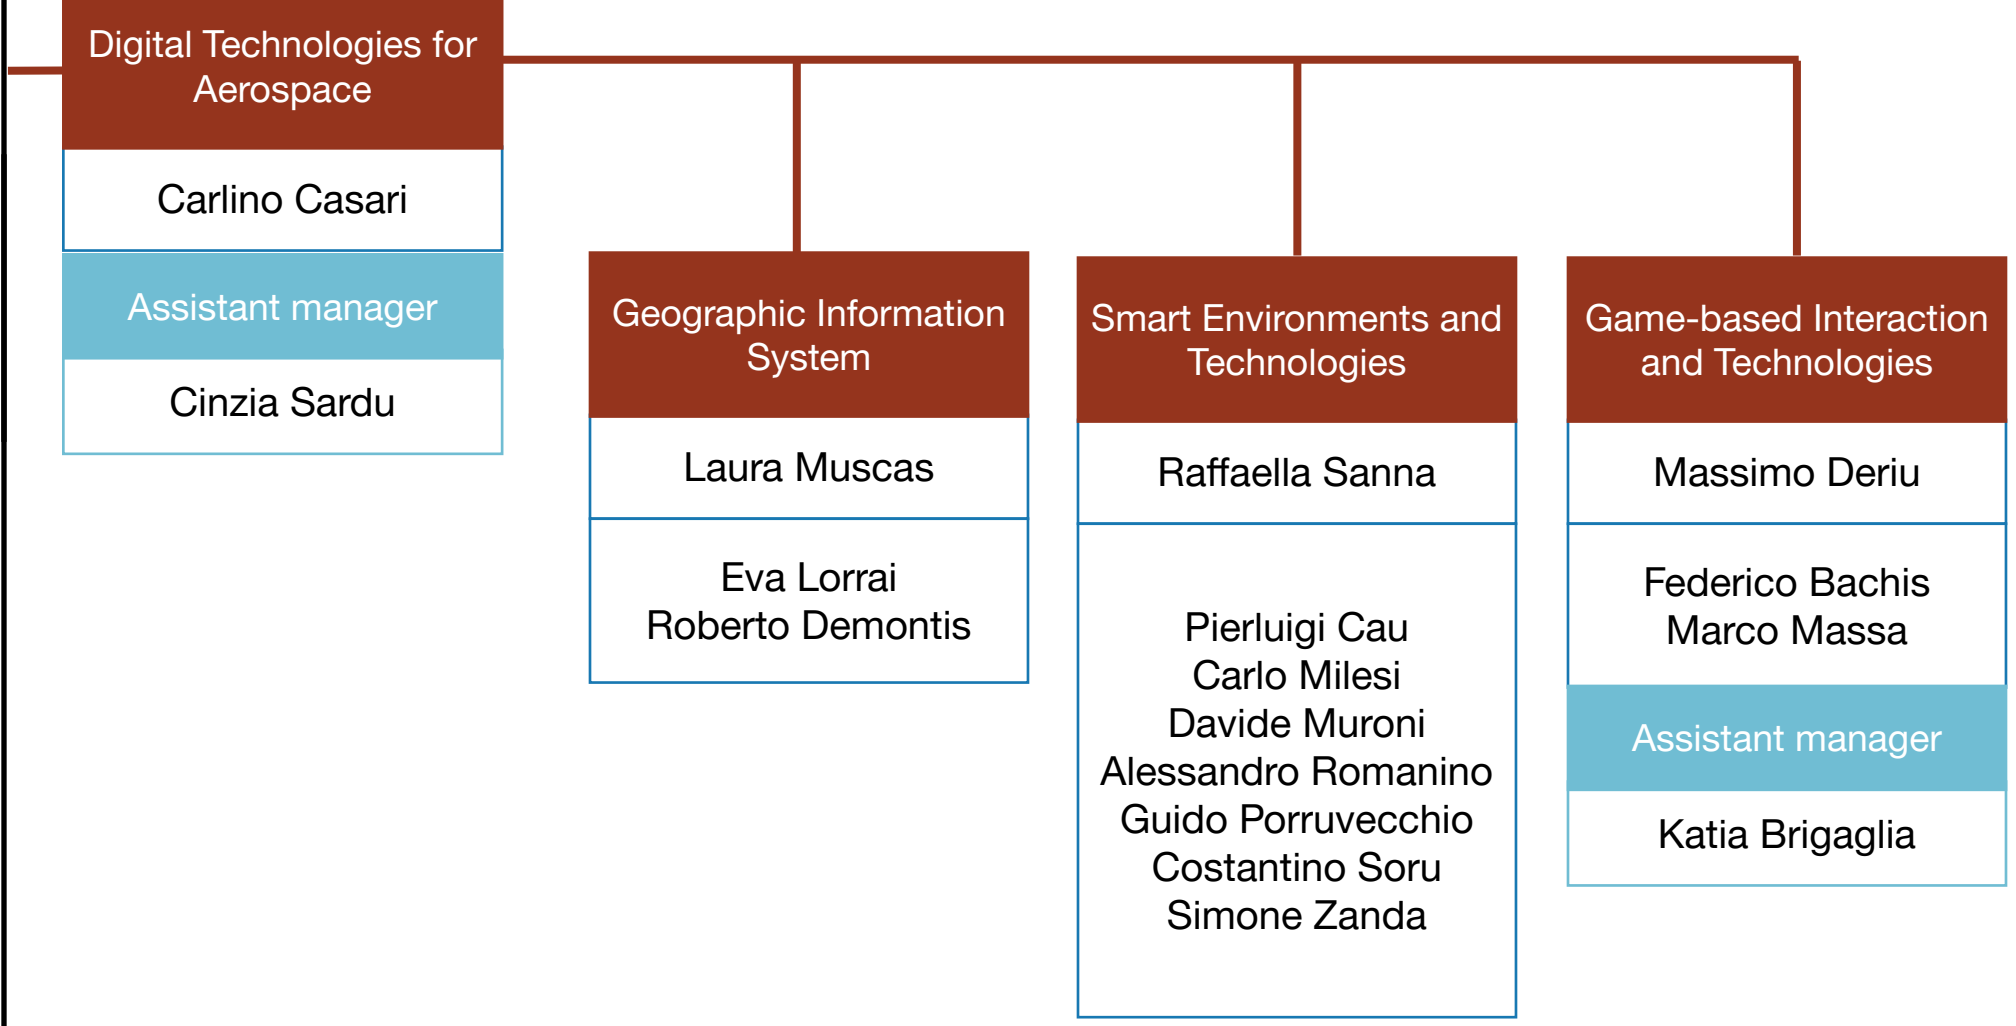 Digital Technologies for
Aerospace
Carlino Casari
Assistant manager
Cinzia Sardu
Geographic Information
System
Laura Muscas
Eva Lorrai
Roberto Demontis
Smart Environments and
Technologies
Raffaella Sanna
Pierluigi Cau
Carlo Milesi
Davide Muroni
Alessandro Romanino
Guido Porruvecchio
Costantino Soru
Simone Zanda
Game-based Interaction
and Technologies
Massimo Deriu
Federico Bachis
Marco Massa
Assistant manager
Katia Brigaglia